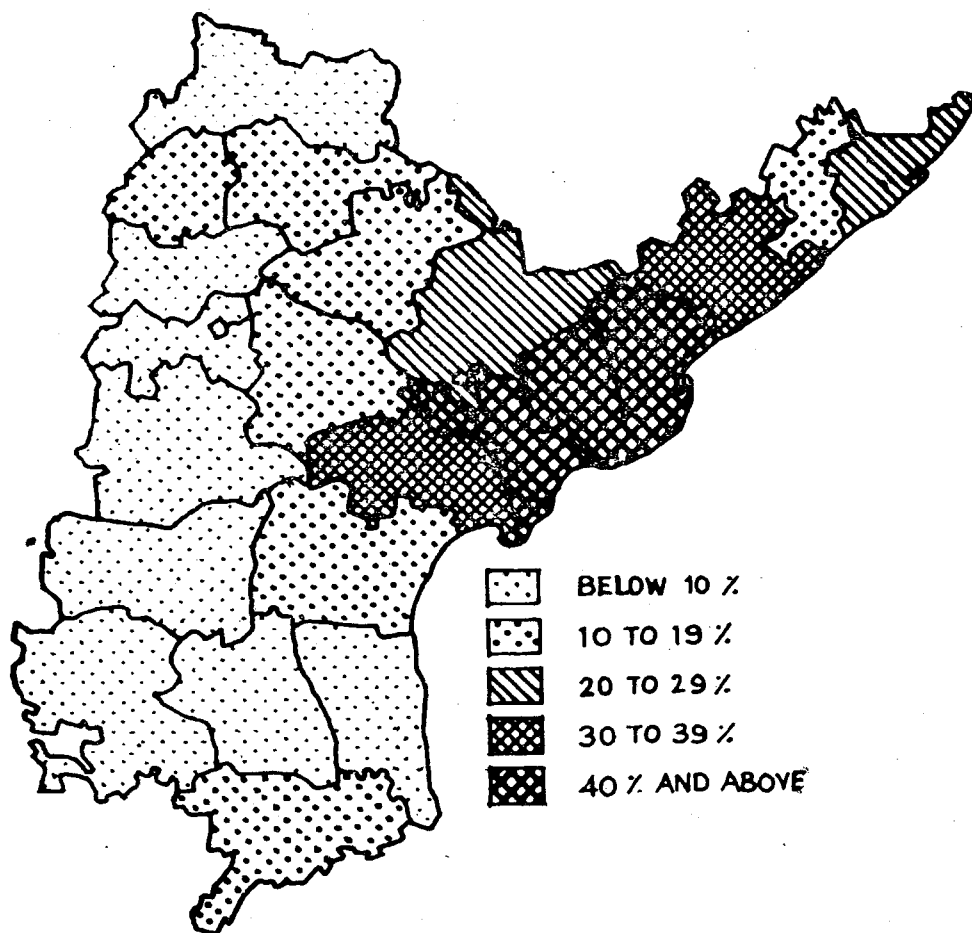 BELOW 10 %
10 TO 19 %
20 TO 29 %
30 TO 39 %
40 % AND ABOVE